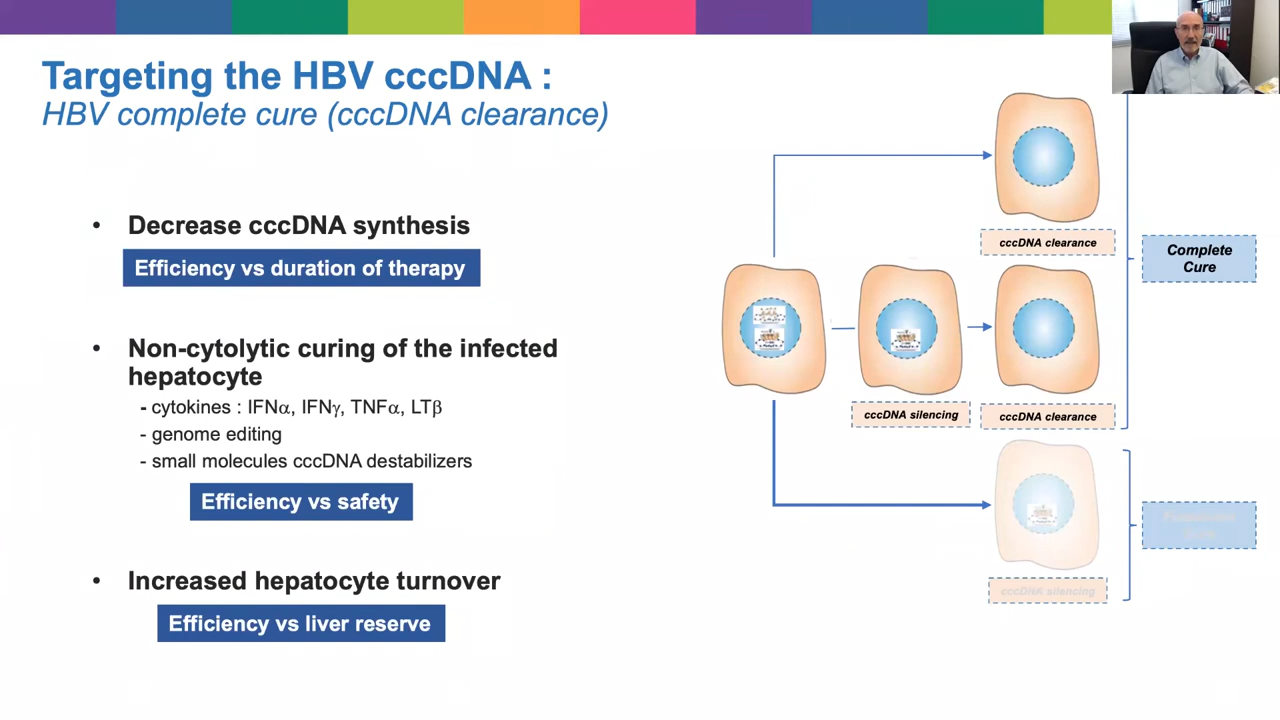 Targeting the HBV cccDNA :
HBV complete cure (cccDNA clearance)
• Decrease cccDNA synthesis
Efficiency vs duration of therapy
• Non-cytolytic curing of the infected
hepatocyte
- cytokines : IFNα, IFNγ, TNFα, LTβ
- genome editing
- small molecules cccDNA destabilizers
Efficiency vs safety
• Increased hepatocyte turnover
Efficiency vs liver reserve
cccDNA clearance
Complete
Cure
cccDNA silencing
cccDNA clearance
cccDNA silencing